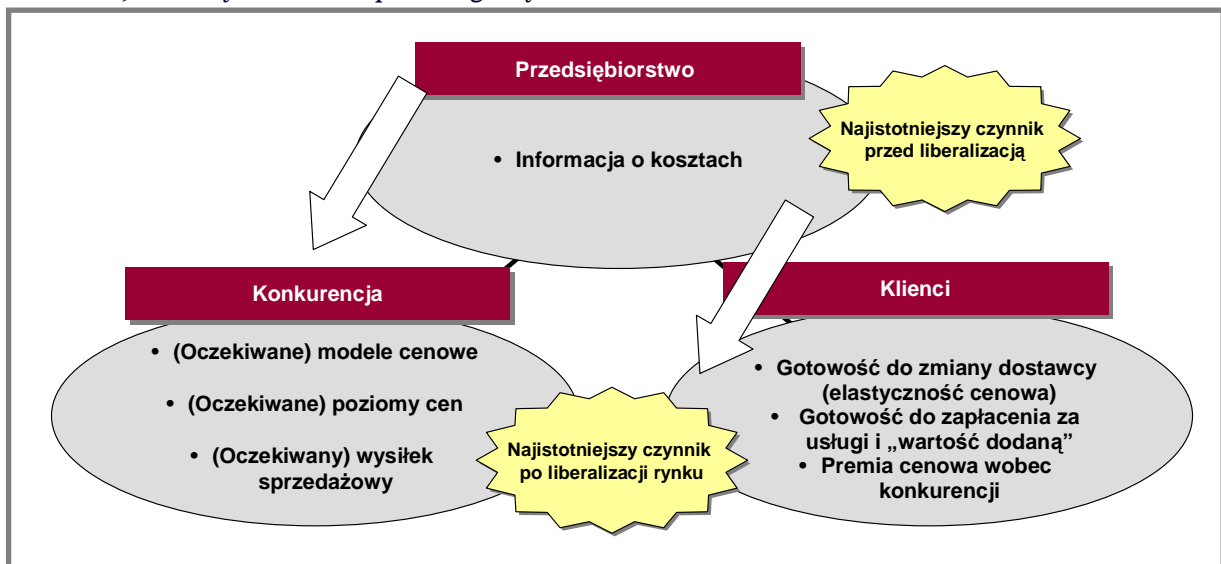 Przedsiębiorstwo
Najistotniejszy czynnik
przed liberalizacją
• Informacja o kosztach
Konkurencja
• (Oczekiwane) modele cenowe
• (Oczekiwane) poziomy cen
• (Oczekiwany) wysiłek
sprzedażowy
Najistotniejszy czynnik
po liberalizacji rynku
Klienci
• Gotowość do zmiany dostawcy
(elastyczność cenowa)
• Gotowość do zapłacenia za
usługi i „wartość dodaną”
• Premia cenowa wobec
konkurencji